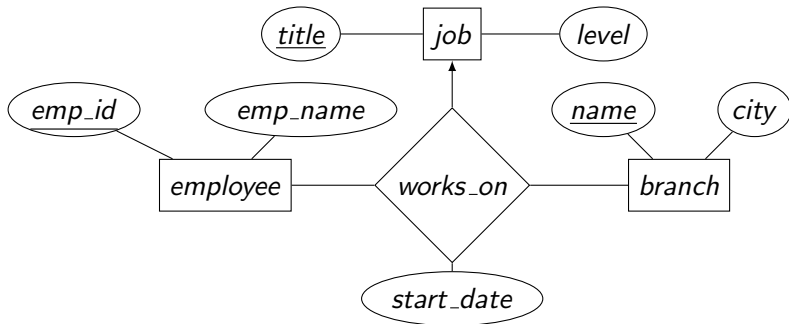 title job level
emp_id emp_name name city
employee works_on branch
start_date